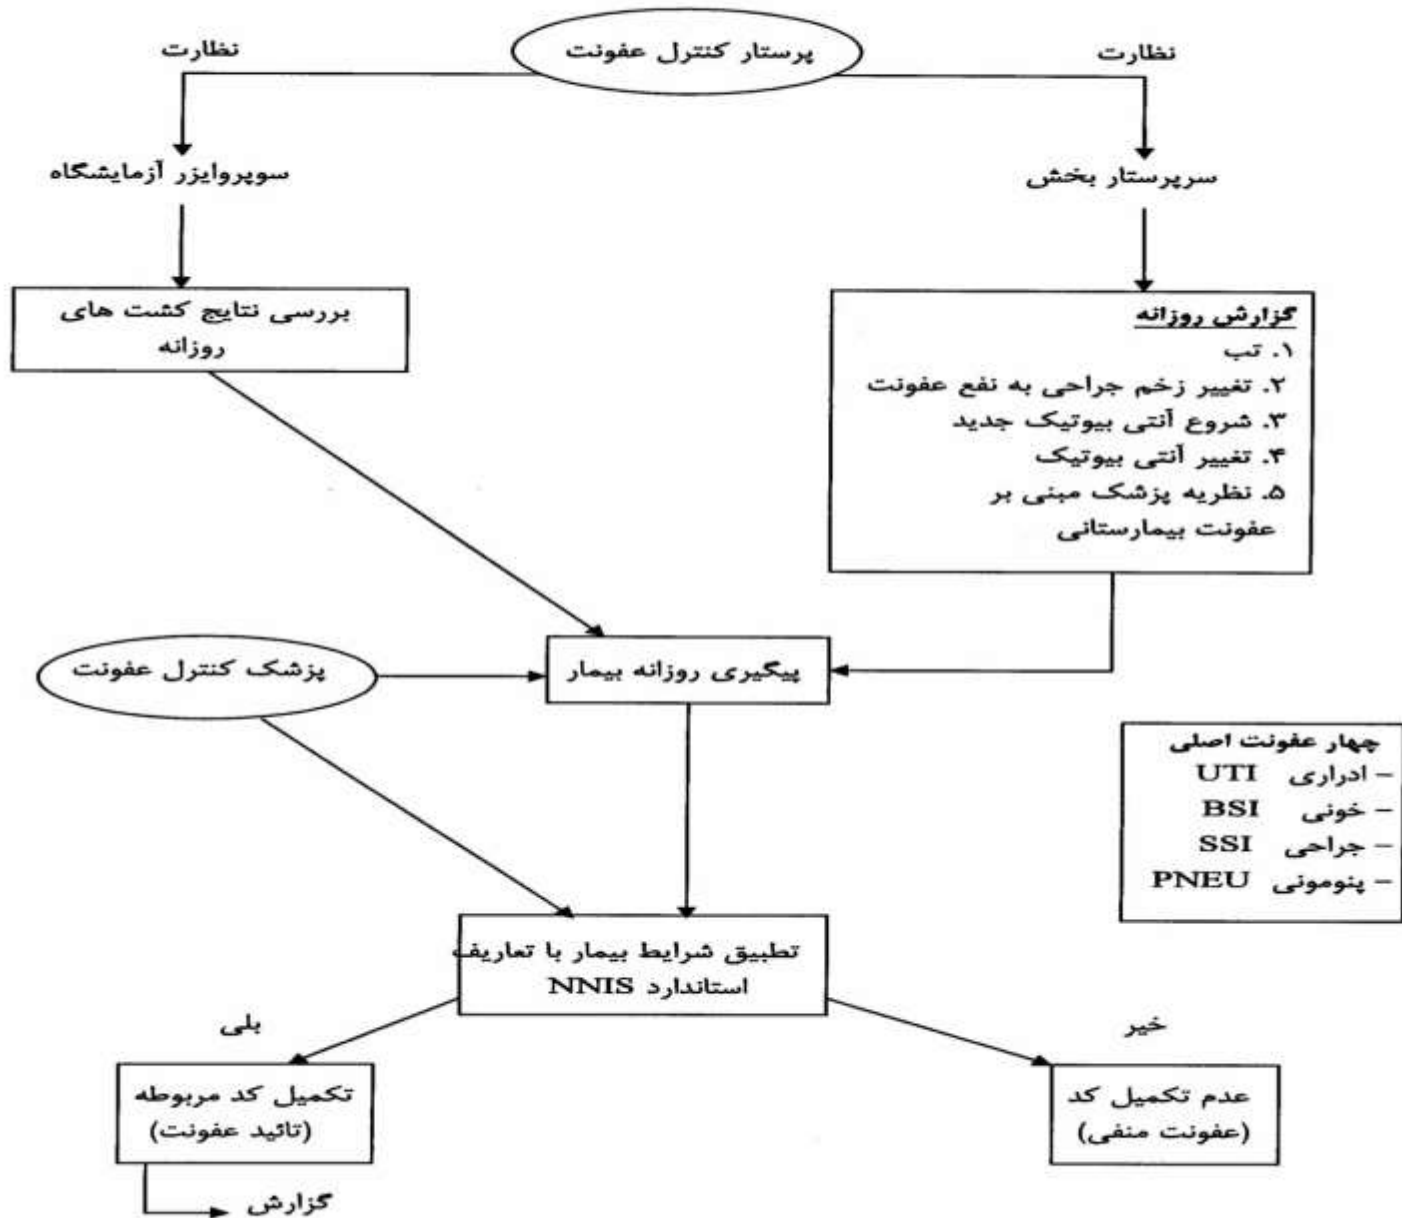 پرستار کنترل عفونت
نظارت
نظارت
سرپرستار بخش
سوپروایزر آزمایشگاه
گزارش روزانه
۱. تب
۲. تغییر زخم جراحی به نفع عفونت
۳. شروع آنتی بیوتیک جدید
۴. تغییر آنتی بیوتیک
۵. نظریه پزشک مبنی بر
عفونت بیمارستانی
بررسی نتایج کشت های
روزانه
پیگیری روزانه بیمار
پزشک کنترل عفونت
چهار عفونت اصلی
– ادراری UTI
– خونی BSI
– جراحی SSI
– پنومونی PNEU
تطبیق شرایط بیمار با تعاریف
استاندارد NNIS
خیر
بلی
عدم تکمیل کد
(عفونت منفی)
تکمیل کد مربوطه
(تائید عفونت)
گزارش